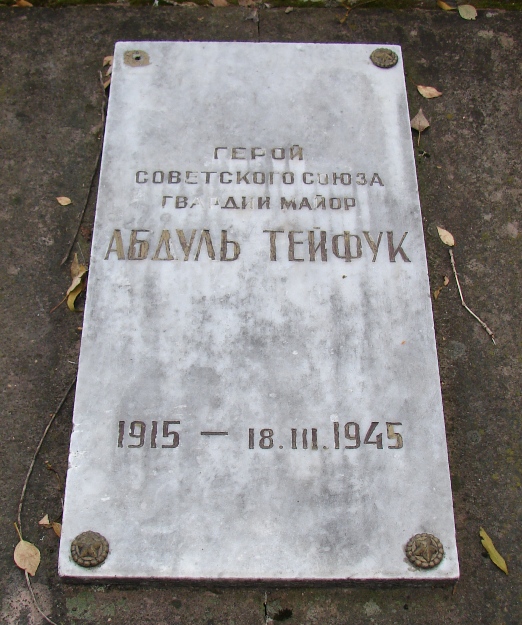 ГЕРОЙ
СОВЕТСКОГО СОЮЗА
ГВАРДИИ МАЙОР
АБДУЛЬ ТЕЙФУК
1915 — 18.III.1945